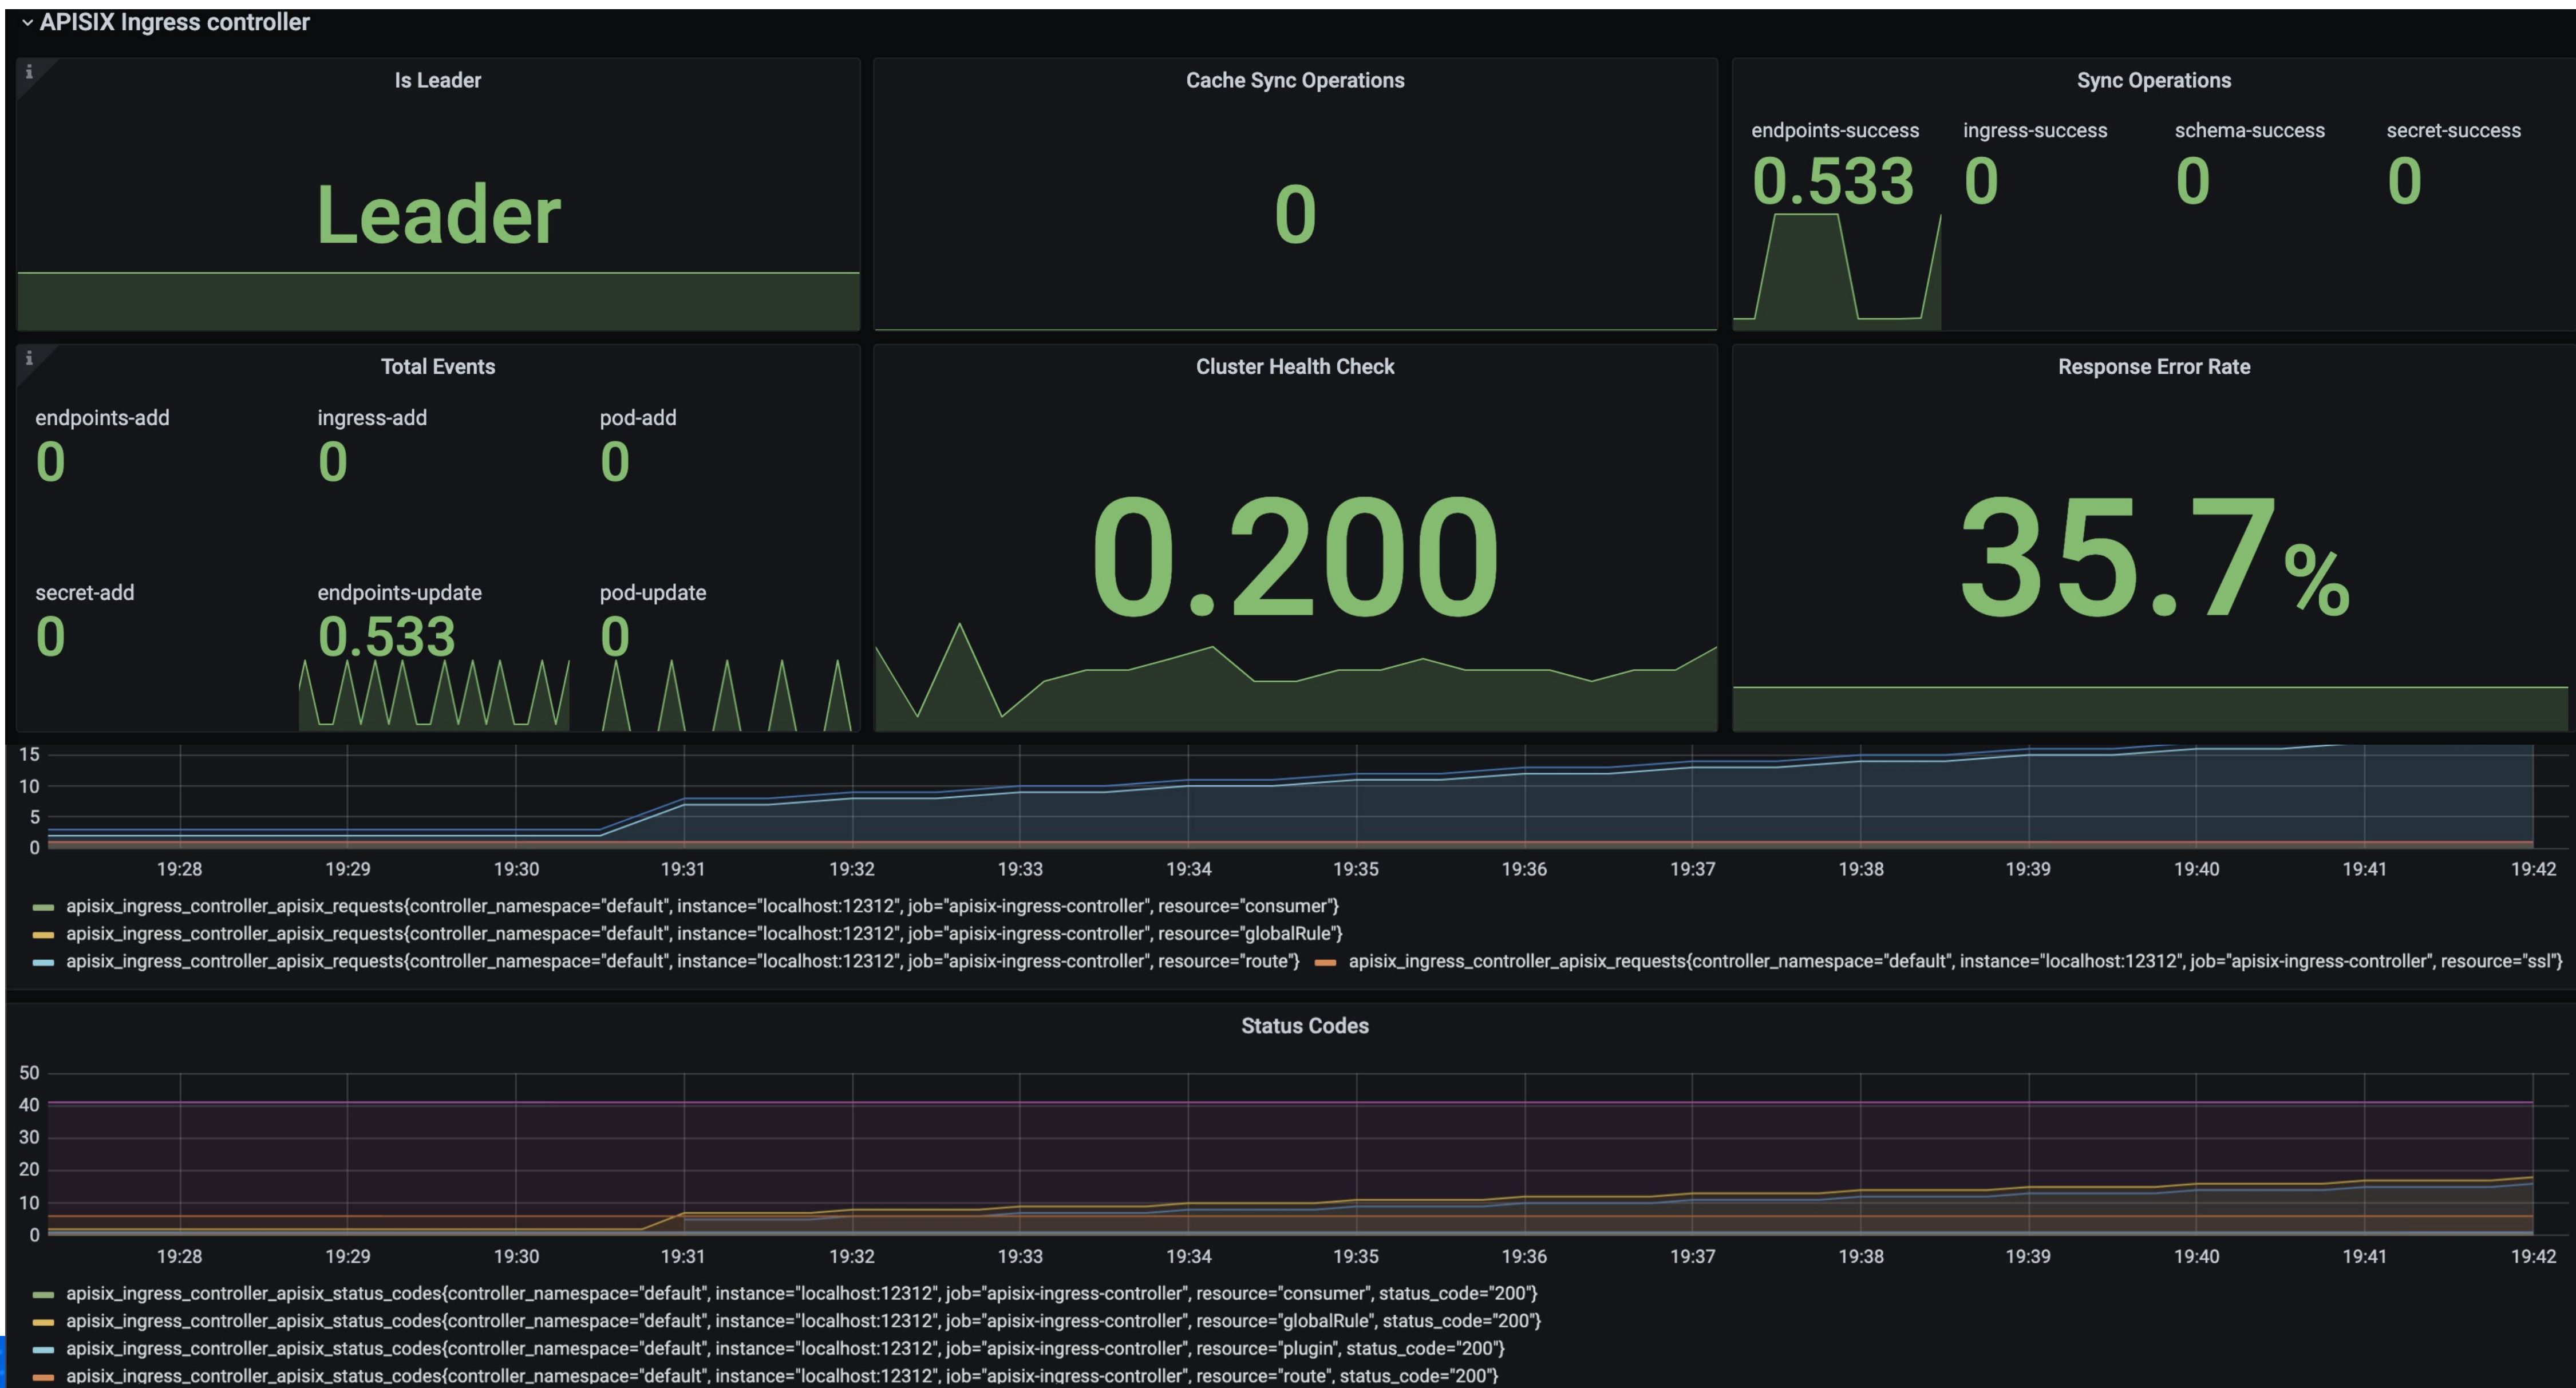 APISIX Ingress controller
Is Leader
Leader
Cache Sync Operations
0
Sync Operations
endpoints-success ingress-success schema-success secret-success
0.533 0 0 0
Total Events
endpoints-add ingress-add pod-add
0 0 0
secret-add endpoints-update pod-update
0 0.533 0
Cluster Health Check
0.200
Response Error Rate
35.7%
15
10
5
0
19:28 19:29 19:30 19:31 19:32 19:33 19:34 19:35 19:36 19:37 19:38 19:39 19:40 19:41 19:42
apisix_ingress_controller_apisix_requests{controller_namespace="default", instance="localhost:12312", job="apisix-ingress-controller", resource="consumer"}
apisix_ingress_controller_apisix_requests{controller_namespace="default", instance="localhost:12312", job="apisix-ingress-controller", resource="globalRule"}
apisix_ingress_controller_apisix_requests{controller_namespace="default", instance="localhost:12312", job="apisix-ingress-controller", resource="route"} apisix_ingress_controller_apisix_requests{controller_namespace="default", instance="localhost:12312", job="apisix-ingress-controller", resource="ssl"}
Status Codes
50
40
30
20
10
0
19:28 19:29 19:30 19:31 19:32 19:33 19:34 19:35 19:36 19:37 19:38 19:39 19:40 19:41 19:42
apisix_ingress_controller_apisix_status_codes{controller_namespace="default", instance="localhost:12312", job="apisix-ingress-controller", resource="consumer", status_code="200"}
apisix_ingress_controller_apisix_status_codes{controller_namespace="default", instance="localhost:12312", job="apisix-ingress-controller", resource="globalRule", status_code="200"}
apisix_ingress_controller_apisix_status_codes{controller_namespace="default", instance="localhost:12312", job="apisix-ingress-controller", resource="plugin", status_code="200"}
apisix_ingress_controller_apisix_status_codes{controller_namespace="default", instance="localhost:12312", job="apisix-ingress-controller", resource="route", status_code="200"}